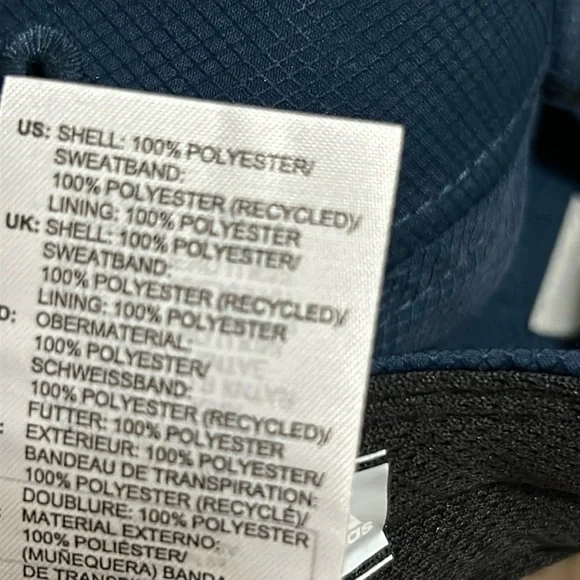 US: SHELL: 100% POLYESTER/
SWEATBAND:
100% POLYESTER (RECYCLED)/
LINING: 100% POLYESTER
UK: SHELL: 100% POLYESTER/
SWEATBAND:
100% POLYESTER (RECYCLED)/
LINING: 100% POLYESTER
D: OBERMATERIAL:
100% POLYESTER/
SCHWEISSBAND:
100% POLYESTER (RECYCLED)/
FUTTER: 100% POLYESTER
EXTÉRIEUR: 100% POLYESTER/
BANDEAU DE TRANSPIRATION:
100% POLYESTER (RECYCLÉ)/
DOUBLURE: 100% POLYESTER
MATERIAL EXTERNO:
100% POLIÉSTER/
(MUÑEQUERA) BANDA